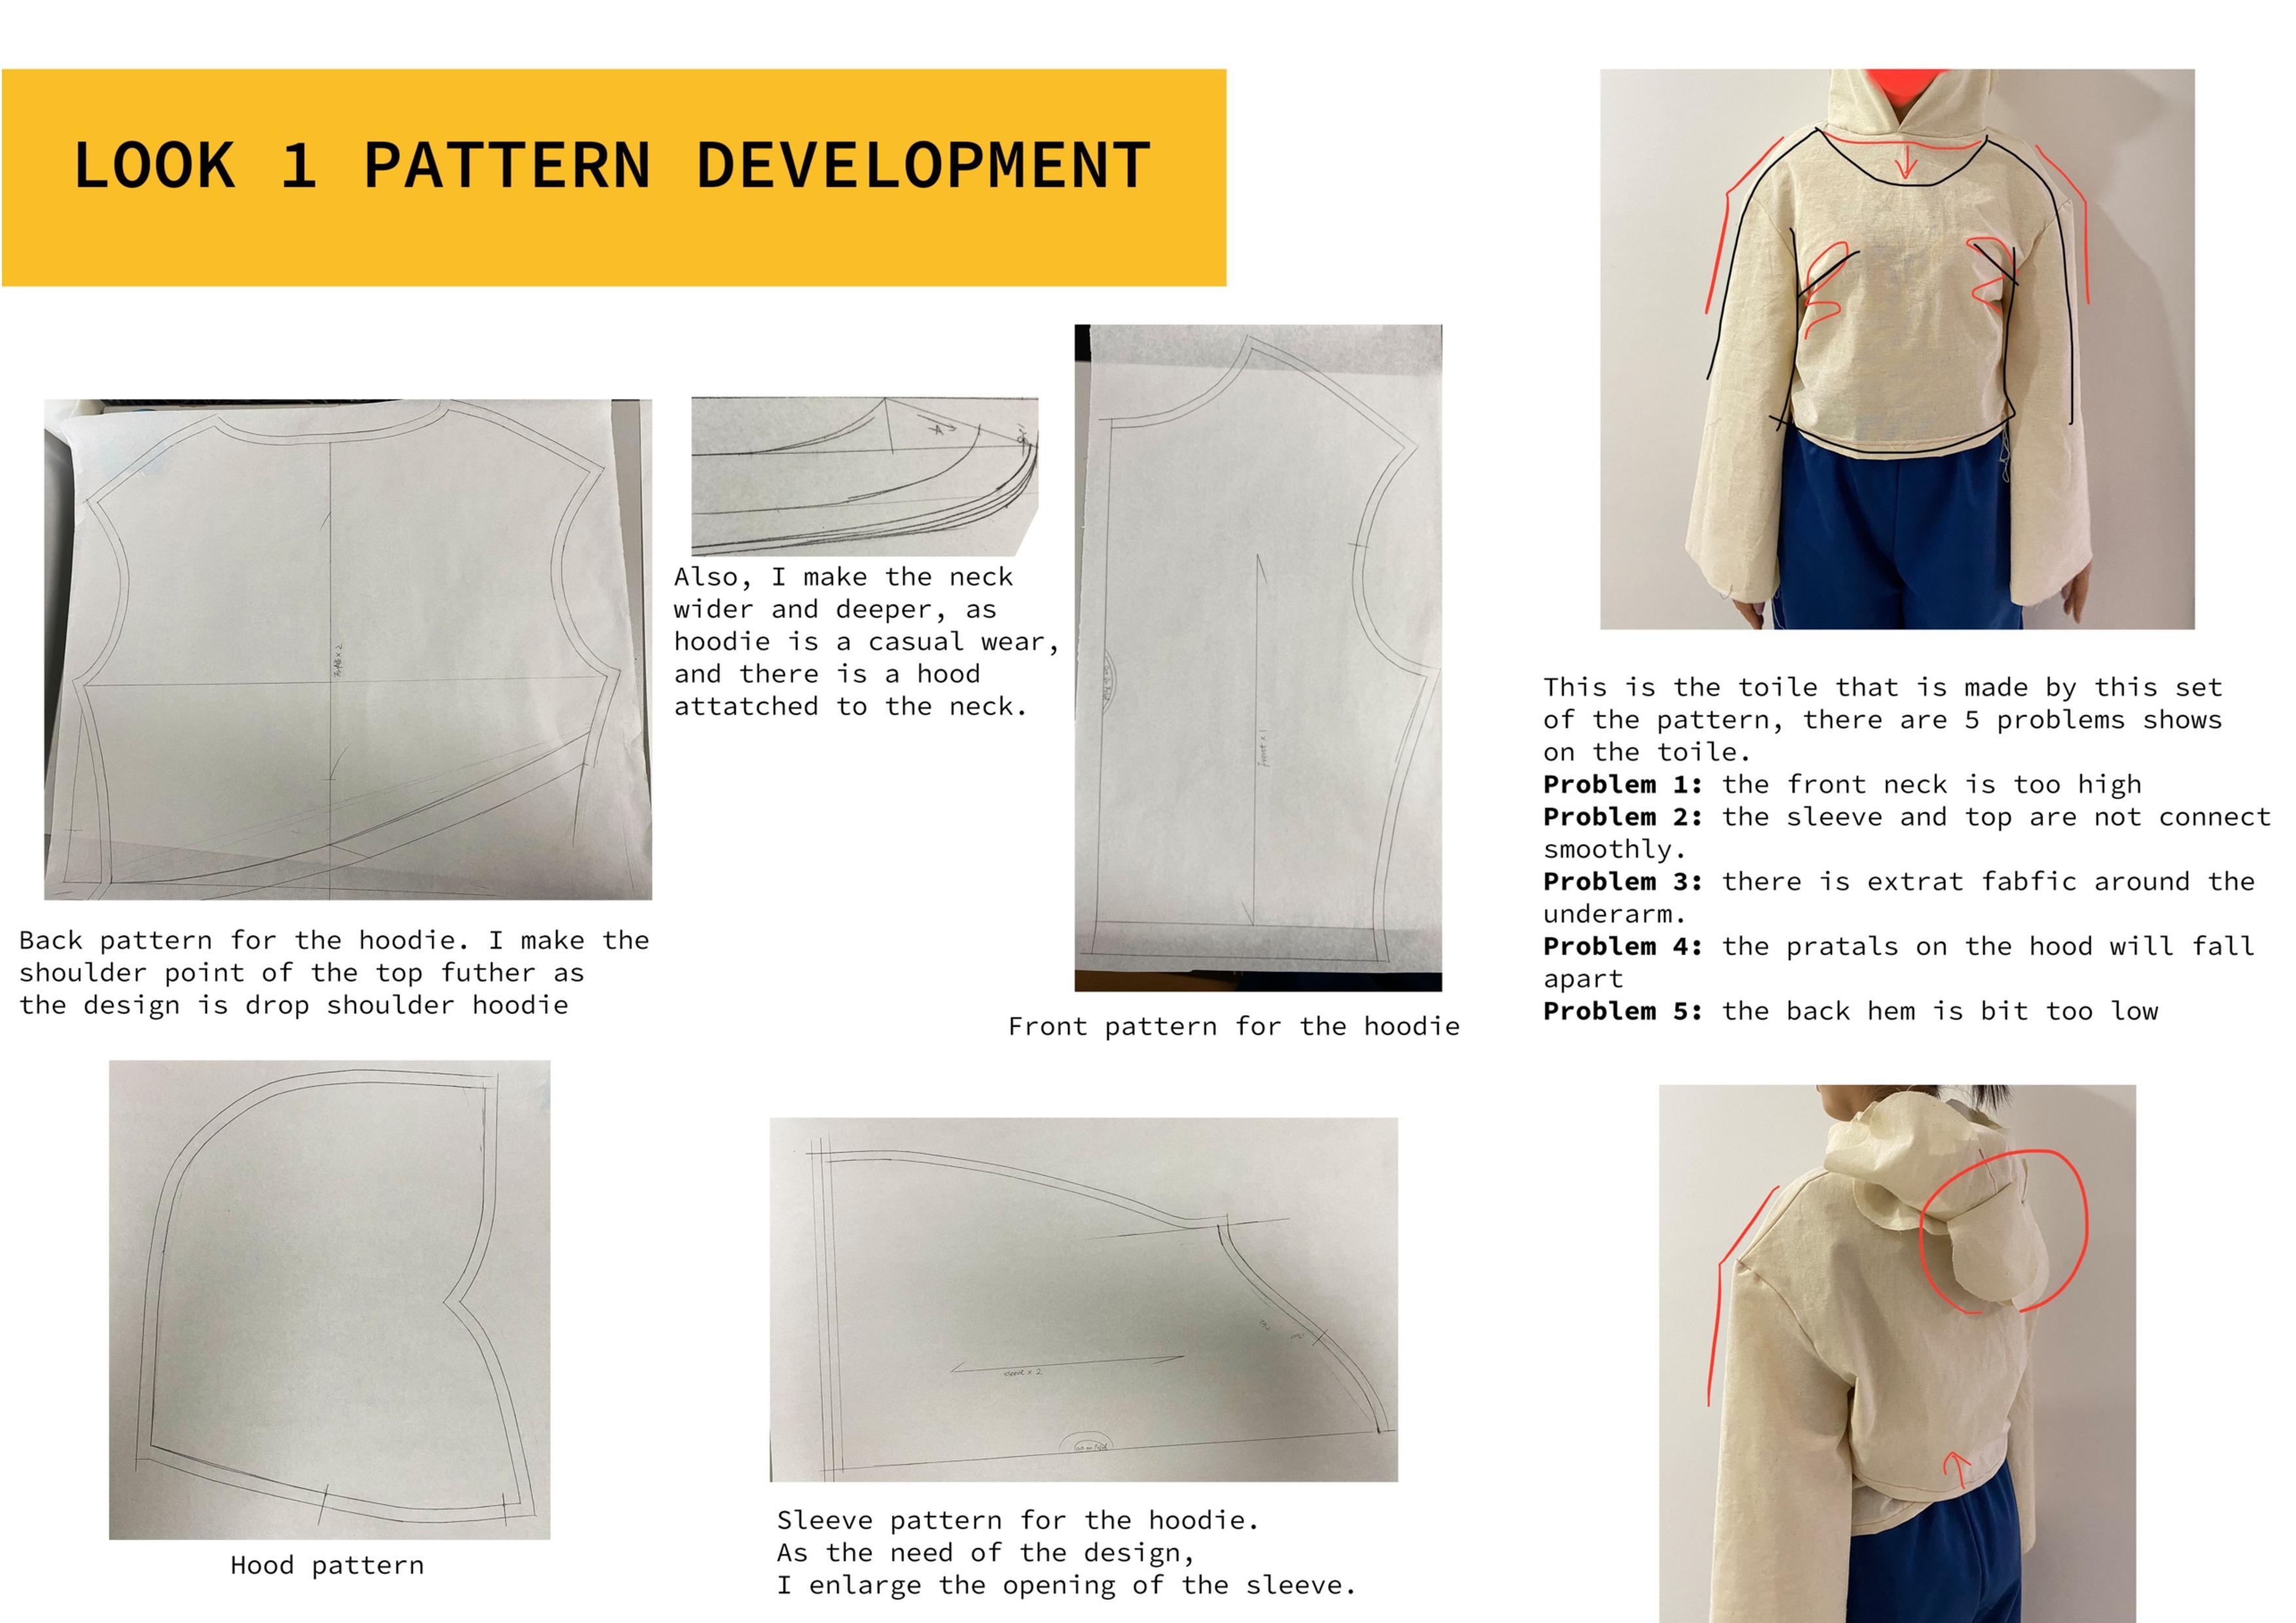 LOOK 1 PATTERN DEVELOPMENT
Also, I make the neck
wider and deeper, as
hoodie is a casual wear,
and there is a hood
attatched to the neck.
Back pattern for the hoodie. I make the
shoulder point of the top futher as
the design is drop shoulder hoodie
Front pattern for the hoodie
This is the toile that is made by this set
of the pattern, there are 5 problems shows
on the toile.
Problem 1: the front neck is too high
Problem 2: the sleeve and top are not connect
smoothly.
Problem 3: there is extrat fabfic around the
underarm.
Problem 4: the pratals on the hood will fall
apart
Problem 5: the back hem is bit too low
Hood pattern
sleeve x 2
Sleeve pattern for the hoodie.
As the need of the design,
I enlarge the opening of the sleeve.